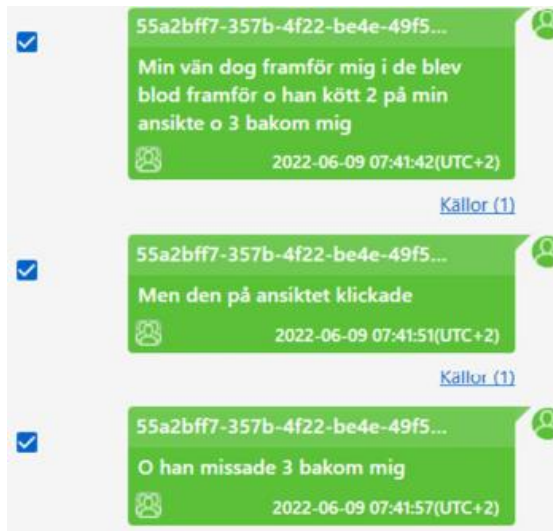 55a2bff7-357b-4f22-be4e-49f5...
Min vän dog framför mig i de blev
blod framför o han kött 2 på min
ansikte o 3 bakom mig
2022-06-09 07:41:42(UTC+2)
Källor (1)
55a2bff7-357b-4f22-be4e-49f5...
Men den på ansiktet klickade
2022-06-09 07:41:51(UTC+2)
Källor (1)
55a2bff7-357b-4f22-be4e-49f5...
O han missade 3 bakom mig
2022-06-09 07:41:57(UTC+2)